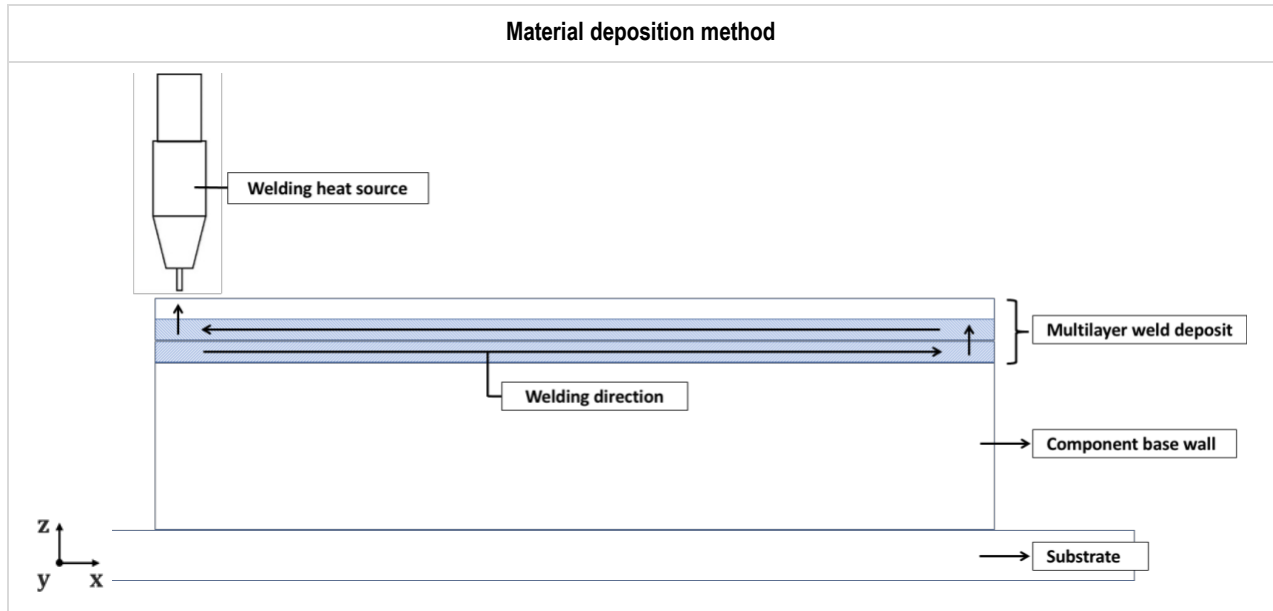 Material deposition method
Welding heat source
Multilayer weld deposit
Welding direction
Component base wall
z
Substrate
y x